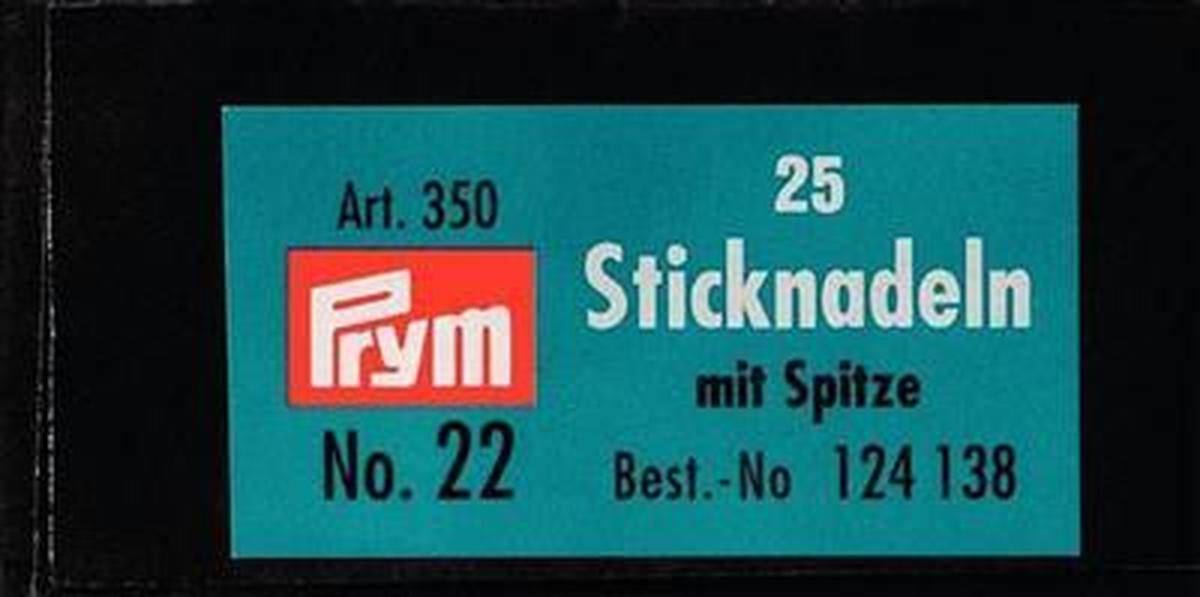 Art. 350
Prym
No. 22
25
Sticknadeln
mit Spitze
Best.-No 124 138